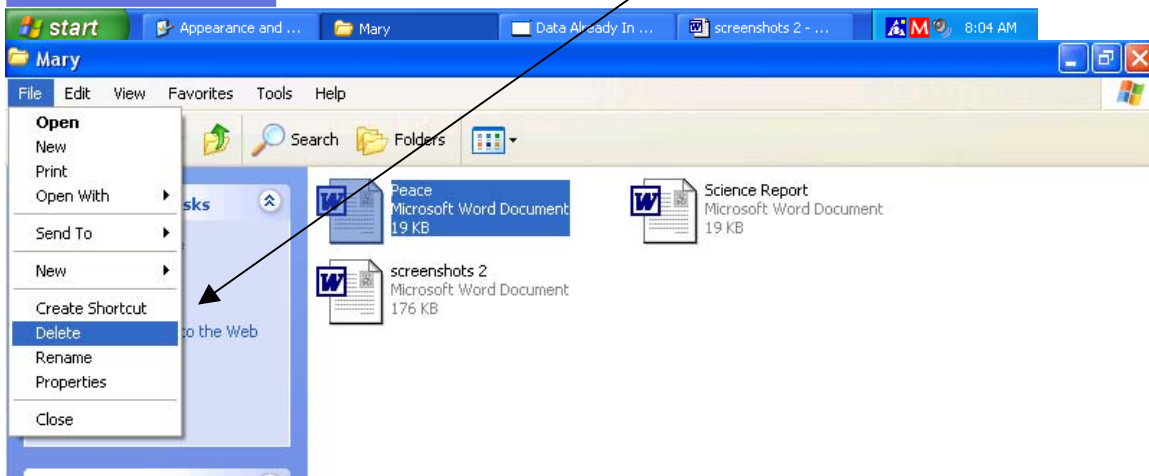 start Appearance and ... Mary Data Already In ... screenshots 2 - ... M 8:04 AM
Mary
File Edit View Favorites Tools Help
Open
New
Print
Open With
Send To
New
Create Shortcut
Delete
Rename
Properties
Close
Search Folders
sks
to the Web
W Peace
Microsoft Word Document
19 KB
W Science Report
Microsoft Word Document
19 KB
W screenshots 2
Microsoft Word Document
176 KB